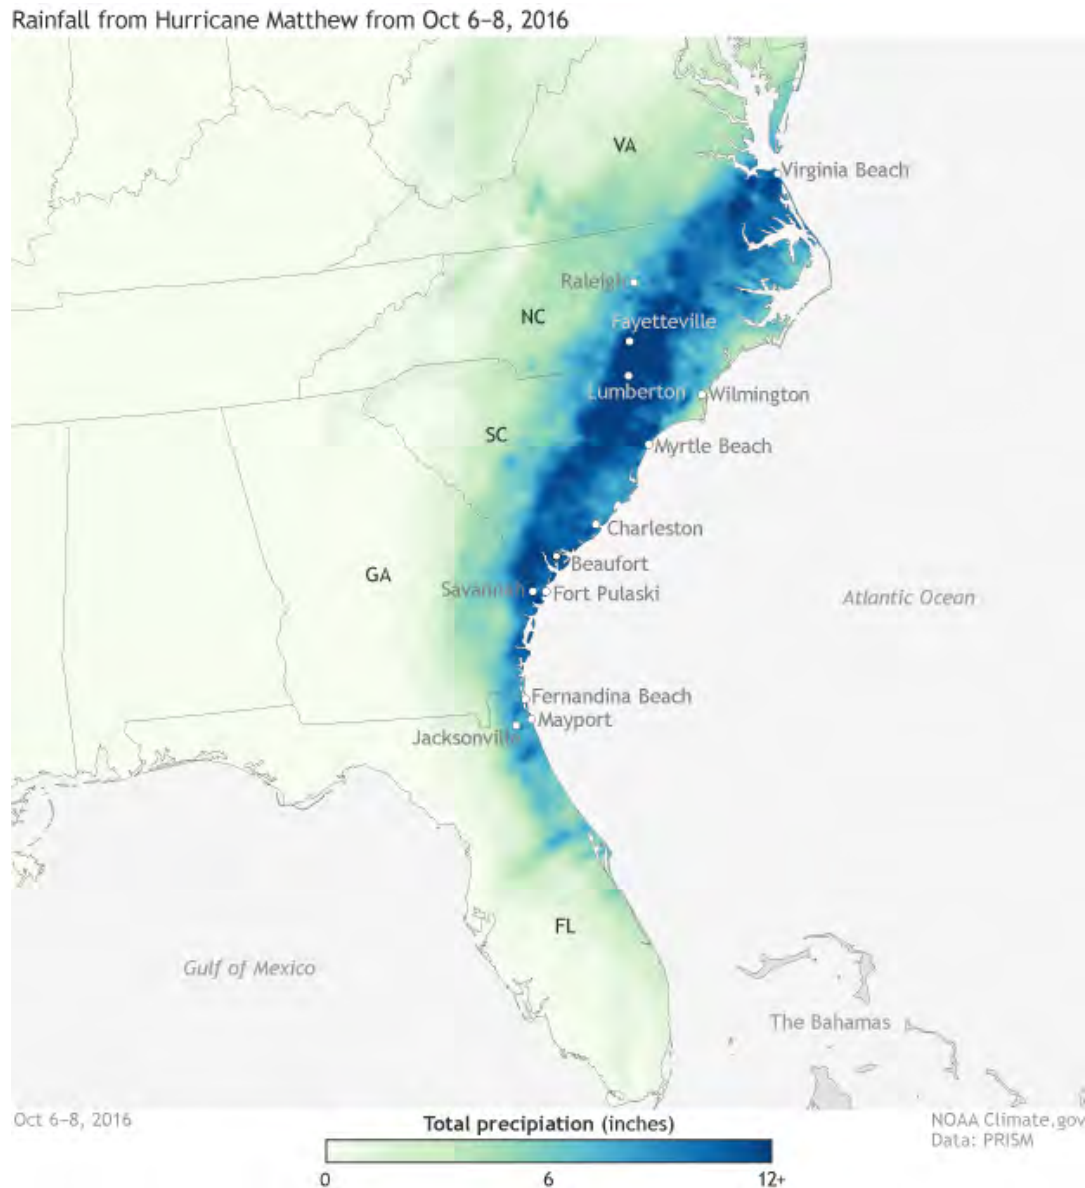 Rainfall from Hurricane Matthew from Oct 6–8, 2016
VA
Virginia Beach
Raleigh
NC
Fayetteville
Lumberton
Wilmington
SC
Myrtle Beach
Charleston
Beaufort
GA
Savannah
Fort Pulaski
Atlantic Ocean
Fernandina Beach
Mayport
Jacksonville
FL
Gulf of Mexico
The Bahamas
Oct 6–8, 2016
Total precipiation (inches)
NOAA Climate.gov
Data: PRISM
0 6 12+